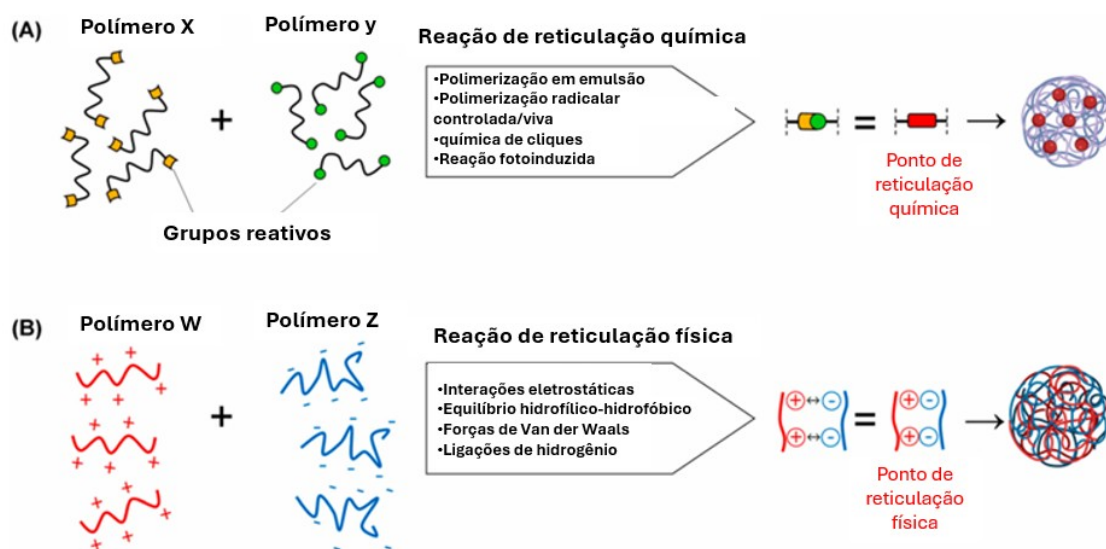 (A)
Polímero X
Polímero y
Reação de reticulação química
•Polimerização em emulsão
•Polimerização radicalar
controlada/viva
•química de cliques
•Reação fotoinduzida
+
=
Ponto de
reticulação
química
Grupos reativos
(B)
Polímero W
Polímero Z
Reação de reticulação física
•Interações eletrostáticas
•Equilíbrio hidrofílico-hidrofóbico
•Forças de Van der Waals
•Ligações de hidrogênio
+
=
Ponto de
reticulação
física